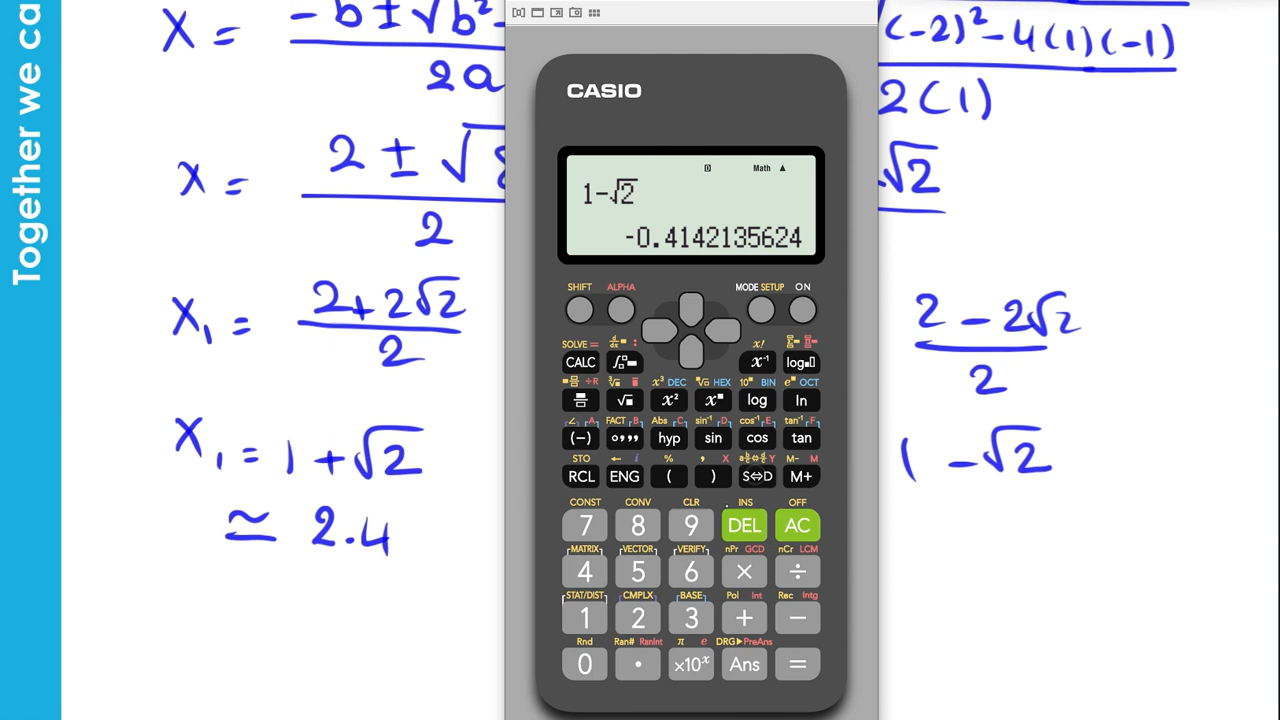 Together we ca
X = -b ± √b² -
2a
(-2)² - 4(1)(-1)
2(1)
x = 2 ± √8
2
√2
X₁ = 2 + 2√2
2
2 - 2√2
2
X₁ = 1 + √2
1 - √2
≃ 2.4
CASIO
D Math ▲
1-√2
-0.4142135624
SHIFT ALPHA MODE SETUP ON
SOLVE = d/dx : x!
CALC x⁻¹ log
÷R x³ DEC ˣ√ HEX 10ˣ BIN eˣ OCT
√ x² x log In
∠ A FACT B Abs C sin⁻¹ D cos⁻¹ E tan⁻¹ F
(−) °’’’ hyp sin cos tan
STO ← i % , X Y M− M
RCL ENG ( ) S⇔D M+
CONST CONV CLR INS OFF
7 8 9 DEL AC
MATRIX VECTOR VERIFY nPr GCD nCr LCM
4 5 6 × ÷
STAT/DIST CMPLX BASE Pol Int Rec Intg
1 2 3 + −
Rnd Ran# RanInt π e DRG▶ PreAns
0 • ×10ˣ Ans =